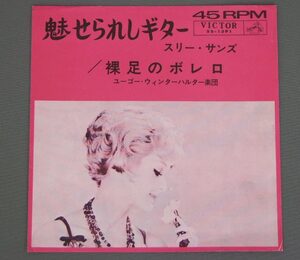 魅せられしギター
スリー・サンズ
/裸足のボレロ
ユーゴー・ウィンターハルター楽団
45 RPM
VICTOR